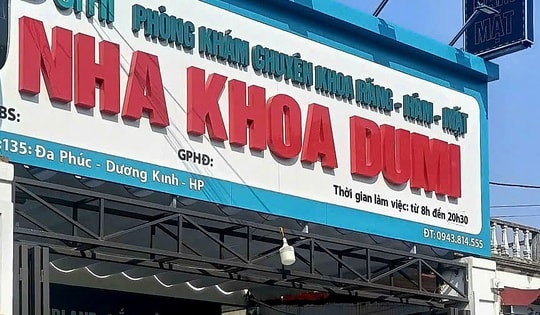 PHÒNG KHÁM CHUYÊN KHOA RĂNG - HÀM - MẶT
NHA KHOA DUMI
BS:
GPHĐ:
135: Đa Phúc - Dương Kinh - HP
Thời gian làm việc: từ 8h đến 20h30
ĐT: 0943.814.555
MẶT